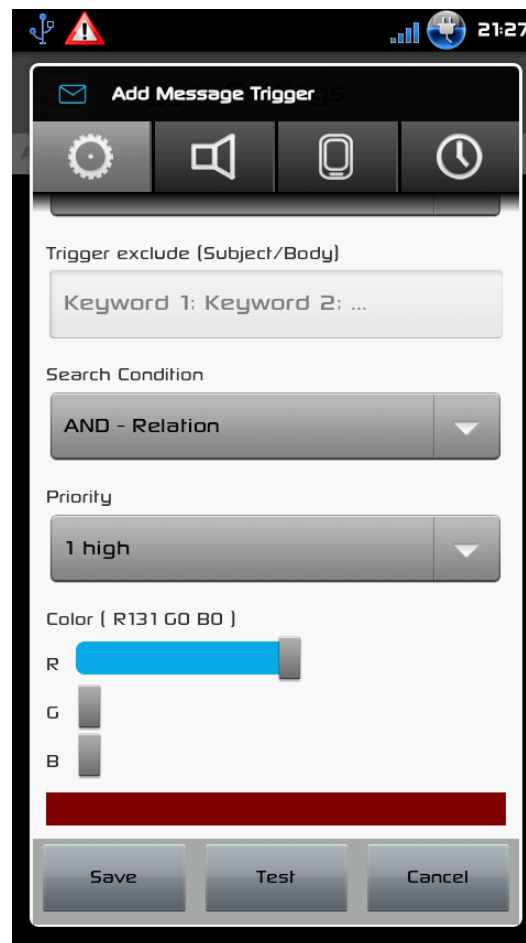 21:27
Add Message Trigger
Trigger exclude (Subject/Body)
Keyword 1; Keyword 2; ...
Search Condition
AND - Relation
Priority
1 high
Color ( R131 G0 B0 )
R
G
B
Save Test Cancel